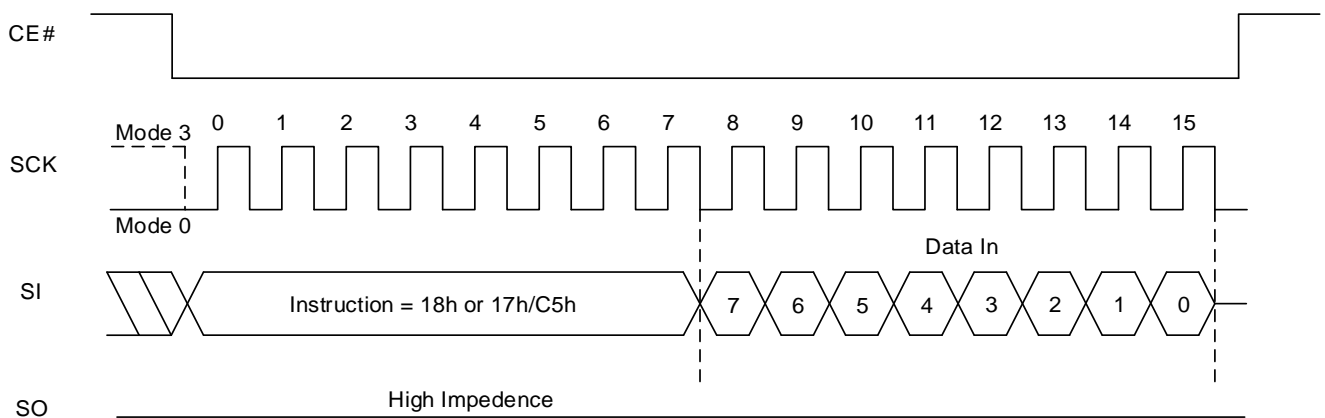 CE#
0 1 2 3 4 5 6 7 8 9 10 11 12 13 14 15
Mode 3
SCK
Mode 0
Data In
SI
Instruction = 18h or 17h/C5h
7 6 5 4 3 2 1 0
High Impedence
SO